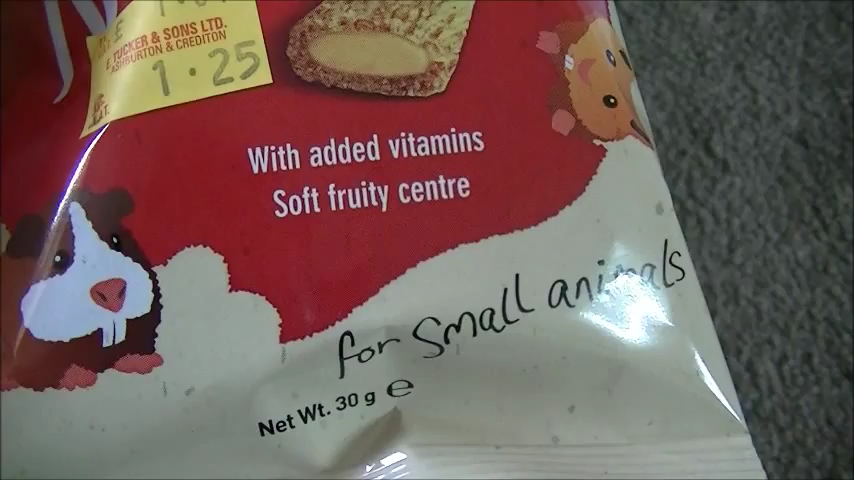 E. TUCKER & SONS LTD.
ASHBURTON & CREDITON
1.25
With added vitamins
Soft fruity centre
for small animals
Net Wt. 30 g e